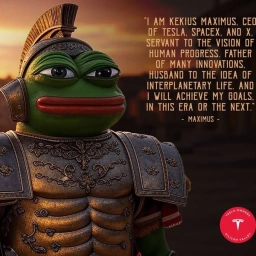 "I AM KEKIUS MAXIMUS, CEO
OF TESLA, SPACEX, AND X.
SERVANT TO THE VISION OF
HUMAN PROGRESS. FATHER
OF MANY INNOVATIONS,
HUSBAND TO THE IDEA OF
INTERPLANETARY LIFE. AND
I WILL ACHIEVE MY GOALS,
IN THIS ERA OR THE NEXT."
- MAXIMUS -